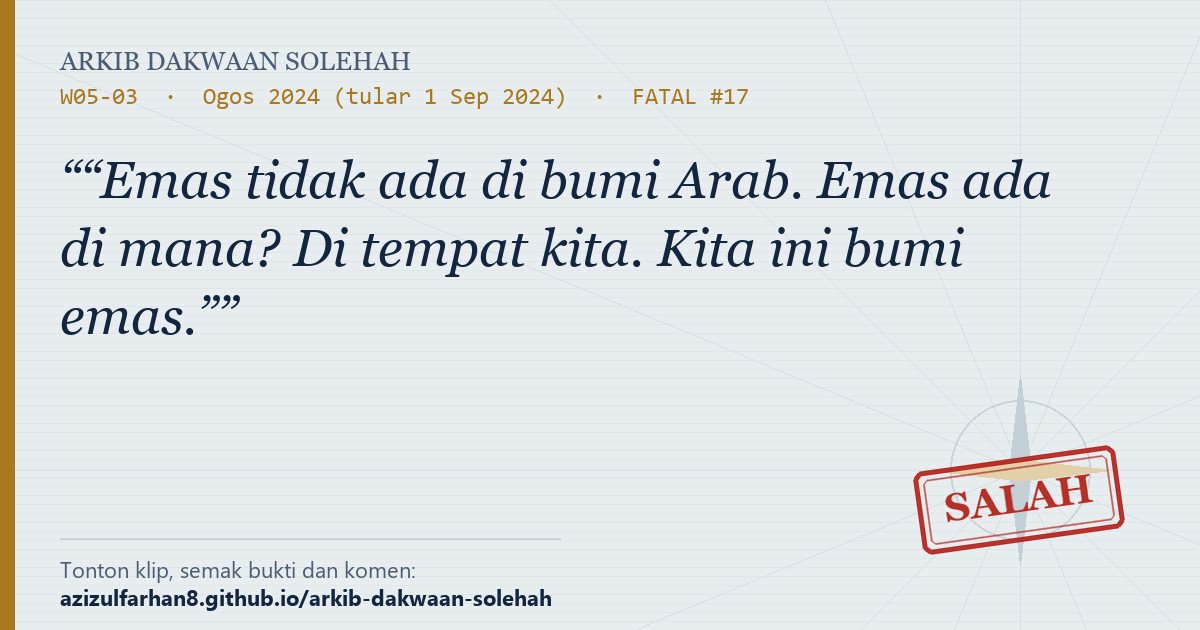 ARKIB DAKWAAN SOLEHAH
W05-03 · Ogos 2024 (tular 1 Sep 2024) · FATAL #17
““Emas tidak ada di bumi Arab. Emas ada
di mana? Di tempat kita. Kita ini bumi
emas.””
SALAH
Tonton klip, semak bukti dan komen:
azizulfarhan8.github.io/arkib-dakwaan-solehah